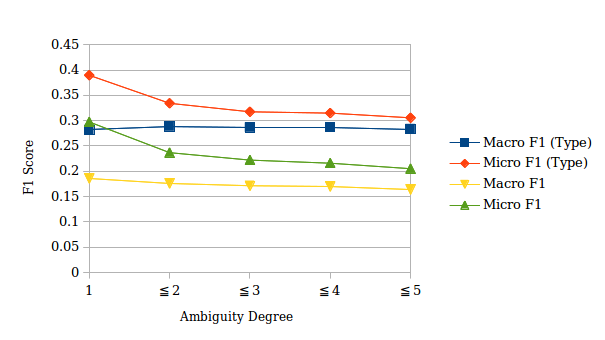 0.45
0.4
0.35
0.3
0.25
0.2
0.15
0.1
0.05
0
F1 Score
1
≦2
≦3
≦4
≦5
Ambiguity Degree
Macro F1 (Type)
Micro F1 (Type)
Macro F1
Micro F1